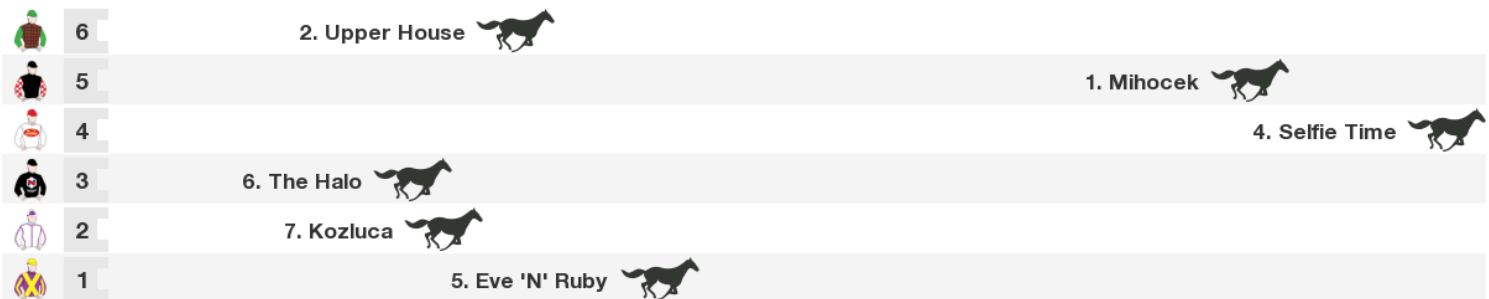 6 2. Upper House
5 1. Mihocek
4 4. Selfie Time
3 6. The Halo
2 7. Kozluca
1 5. Eve 'N' Ruby